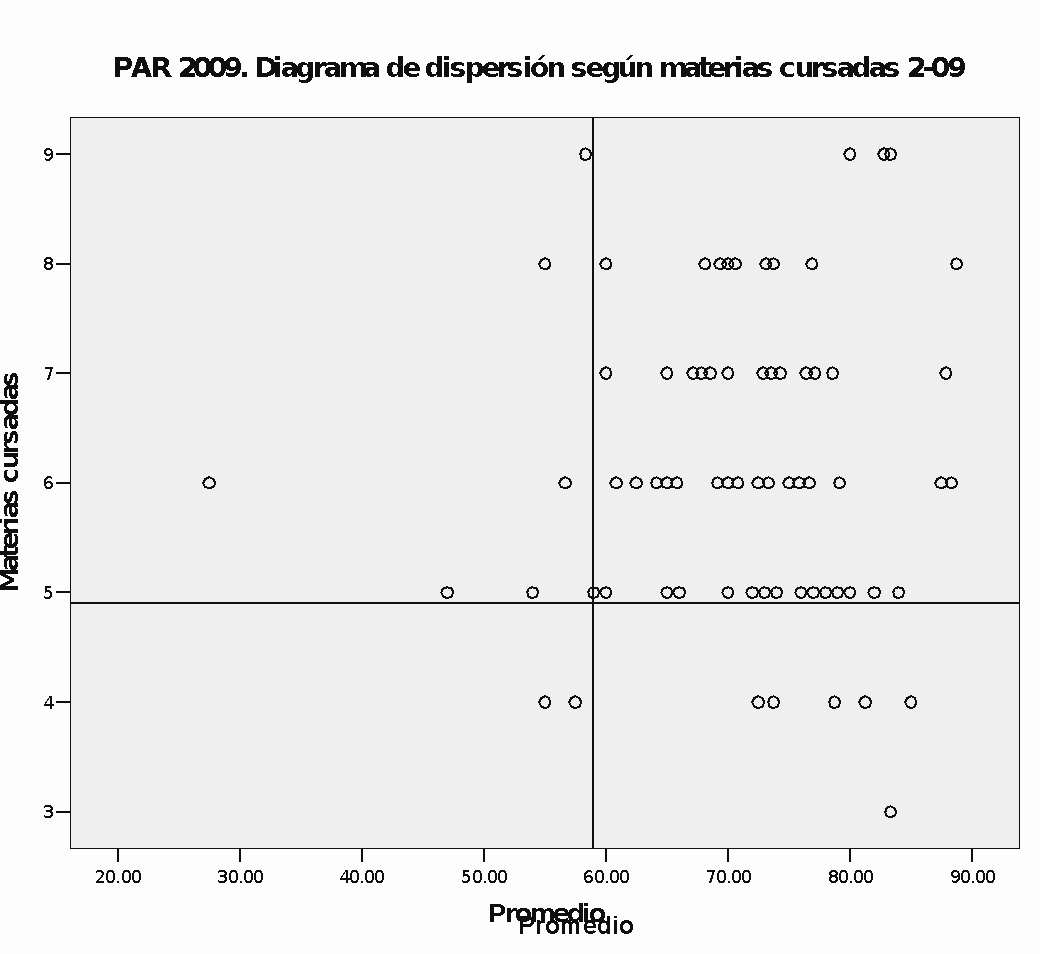 PAR 2009. Diagrama de dispersión según materias cursadas 2-09
Materias cursadas
9
8
7
6
5
4
3
20.00 30.00 40.00 50.00 60.00 70.00 80.00 90.00
Promedio
Promedio